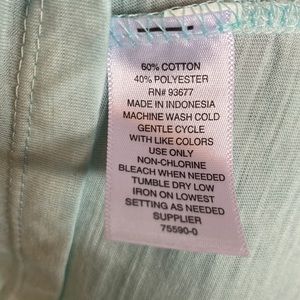 60% COTTON
40% POLYESTER
RN# 93677
MADE IN INDONESIA
MACHINE WASH COLD
GENTLE CYCLE
WITH LIKE COLORS
USE ONLY
NON-CHLORINE
BLEACH WHEN NEEDED
TUMBLE DRY LOW
IRON ON LOWEST
SETTING AS NEEDED
SUPPLIER
75590-0